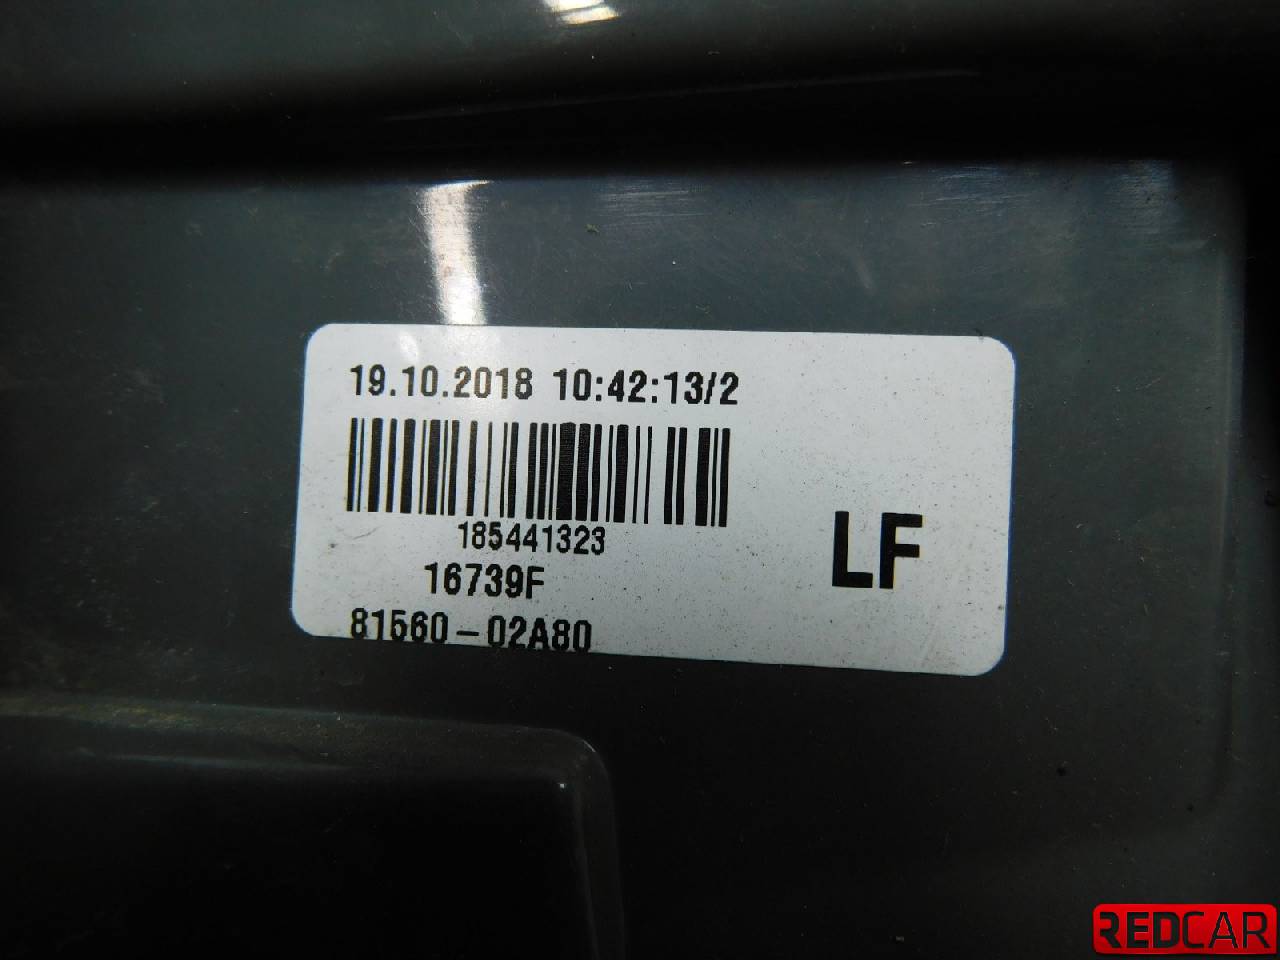 19.10.2018 10:42:13/2
185441323
16739F
81560-02A80
LF
REDCAR